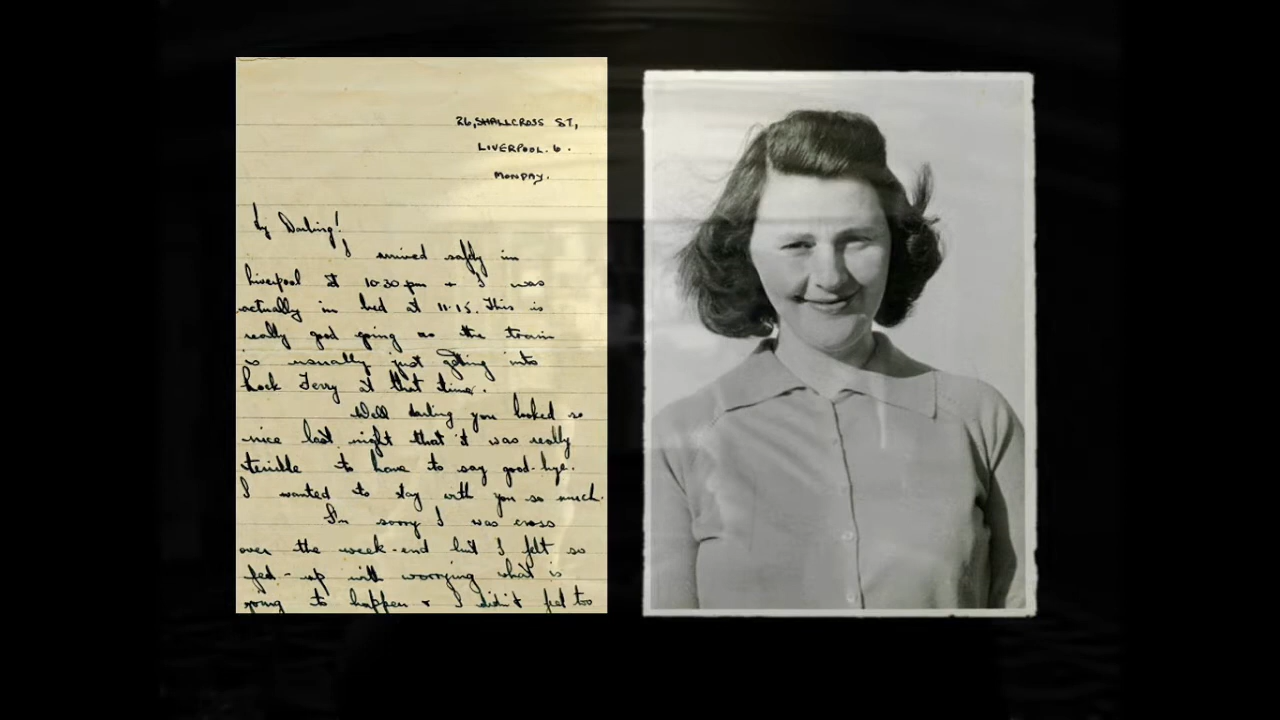 26, SHALLCROSS ST,
LIVERPOOL. 6.
MONDAY.
My Darling!
I arrived safly in
Liverpool at 10·30 pm + I was
actually in bed at 11·15. This is
really good going as the train
is usually just getting into
Rock Ferry at that time.
Well darling you looked so
nice last night that it was really
terrible to have to say good-bye.
I wanted to stay with you so much.
I'm sorry I was cross
over the week-end but I felt so
fed-up with worrying what is
going to happen + I didn't feel too